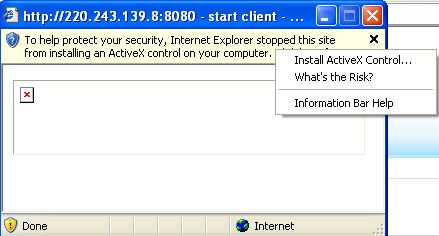 http://220.243.139.8:8080 - start client - ...
To help protect your security, Internet Explorer stopped this site
from installing an ActiveX control on your computer.
Install ActiveX Control...
What's the Risk?
Information Bar Help
Done
Internet